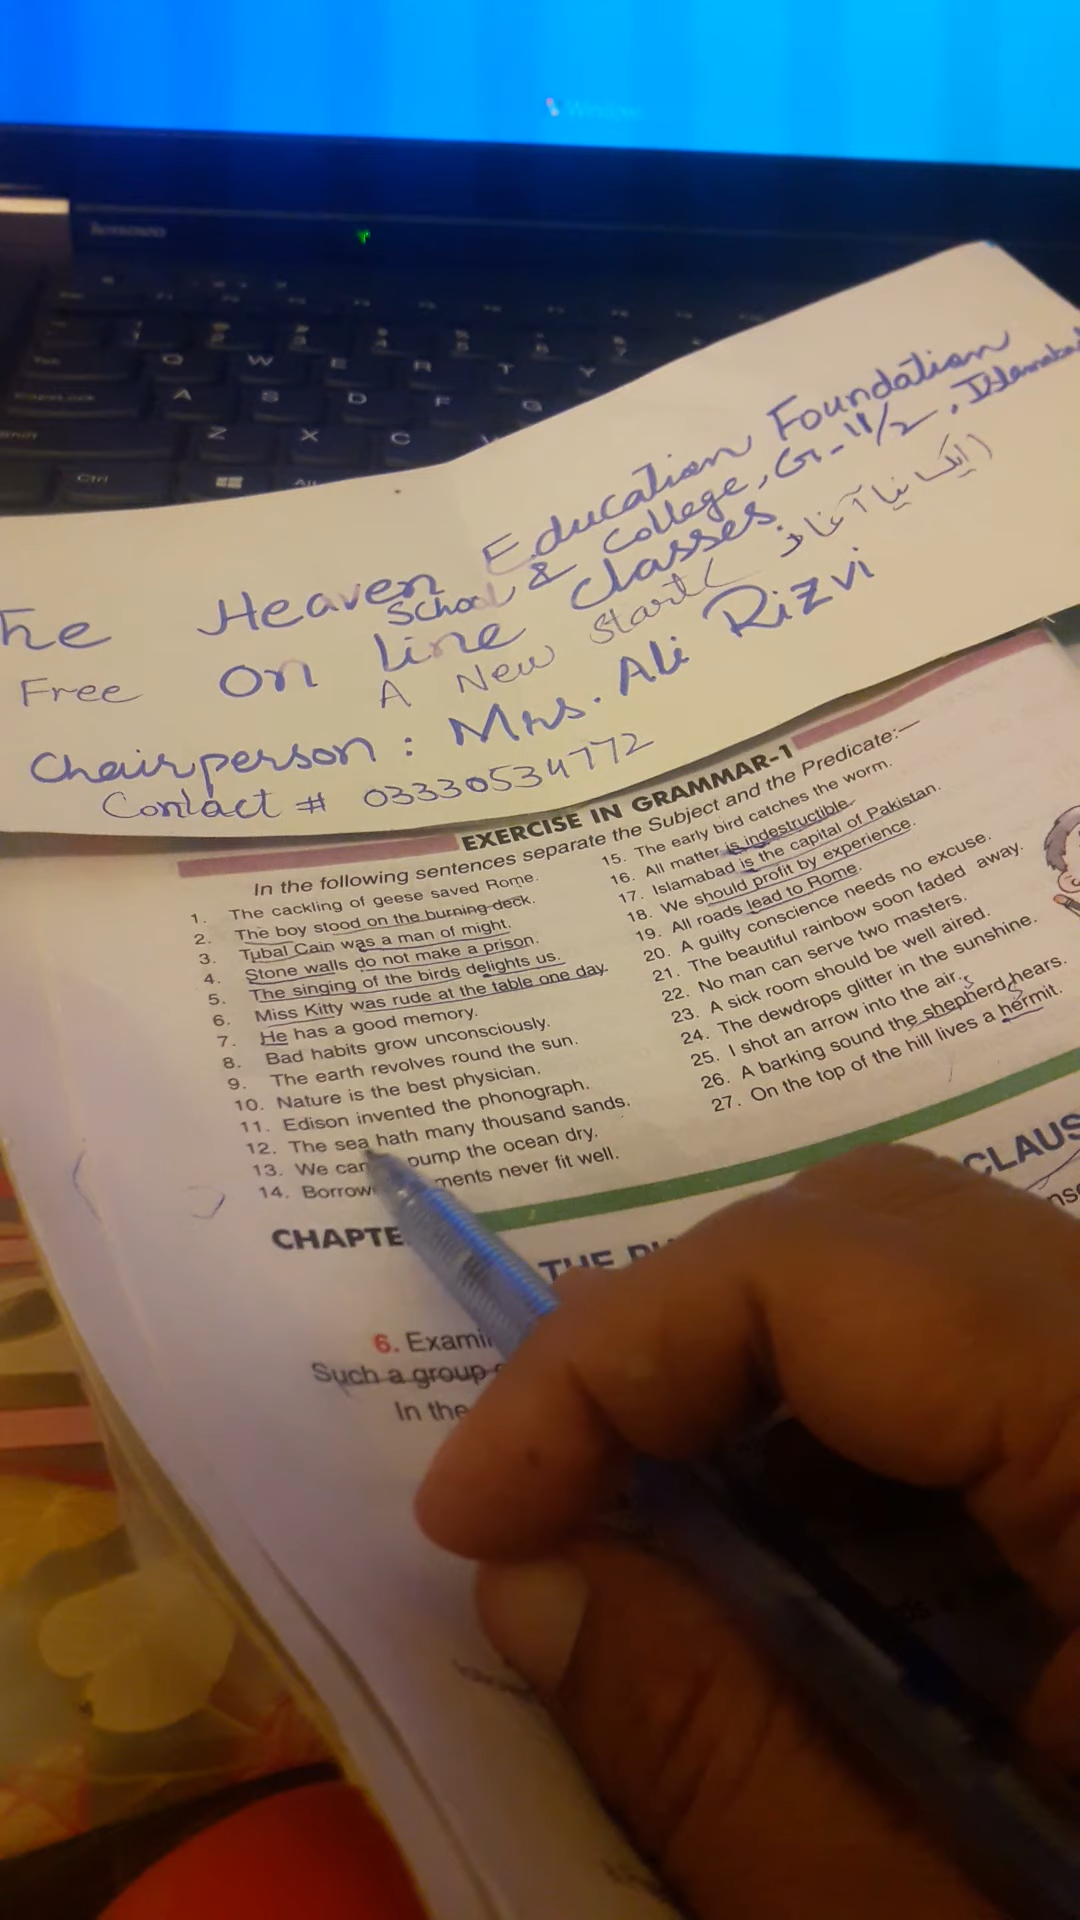 Windows
lenovo
Q W E R T Y
A S D F G
Z X C
Ctrl
The Heaven Education Foundation
School & College, G-11/2, Islamabad
Free On Line Classes.
A New Start (ایک نیا آغاز)
Chairperson: Mrs. Ali Rizvi
Contact # 03330534772
EXERCISE IN GRAMMAR-1
In the following sentences separate the Subject and the Predicate:—
1. The cackling of geese saved Rome.
2. The boy stood on the burning deck.
3. Tubal Cain was a man of might.
4. Stone walls do not make a prison.
5. The singing of the birds delights us.
6. Miss Kitty was rude at the table one day.
7. He has a good memory.
8. Bad habits grow unconsciously.
9. The earth revolves round the sun.
10. Nature is the best physician.
11. Edison invented the phonograph.
12. The sea hath many thousand sands.
13. We can pump the ocean dry.
14. Borrow ments never fit well.
15. The early bird catches the worm.
16. All matter is indestructible.
17. Islamabad is the capital of Pakistan.
18. We should profit by experience.
19. All roads lead to Rome.
20. A guilty conscience needs no excuse.
21. The beautiful rainbow soon faded away.
22. No man can serve two masters.
23. A sick room should be well aired.
24. The dewdrops glitter in the sunshine.
25. I shot an arrow into the air.
26. A barking sound the shepherd hears.
27. On the top of the hill lives a hermit.
CHAPTE THE CLAUS
6. Examin
Such a group
In the